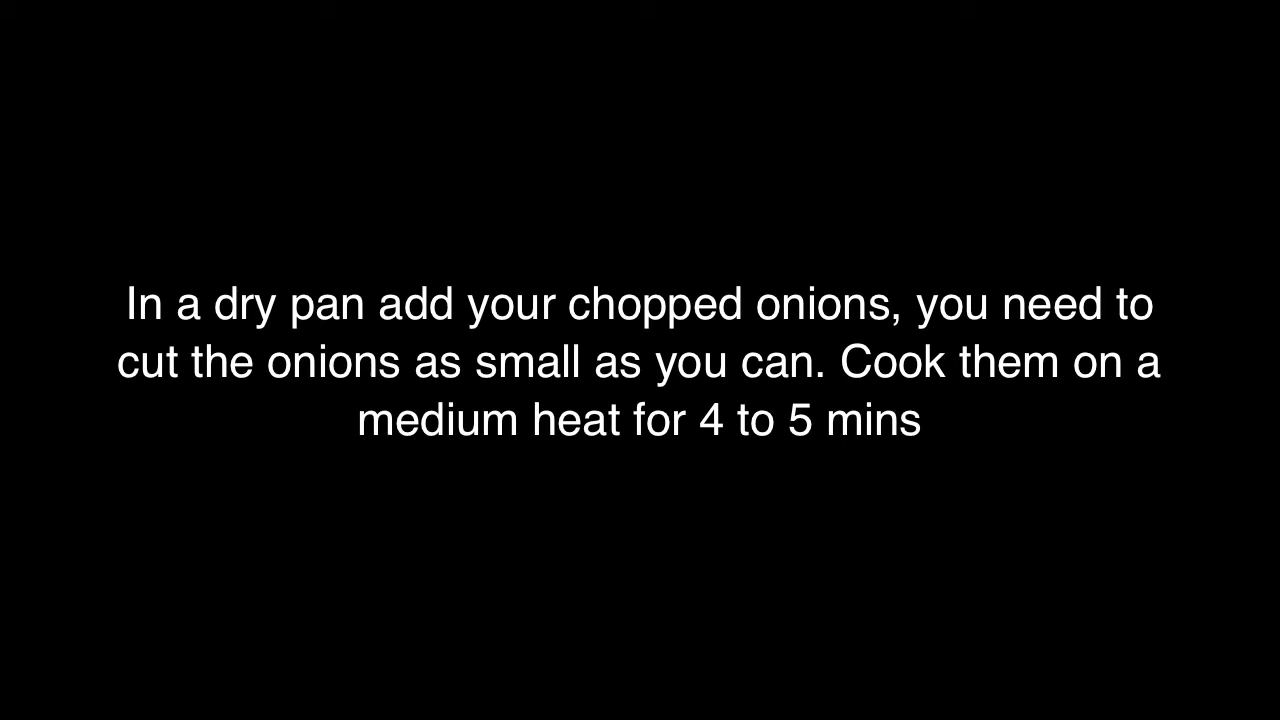 In a dry pan add your chopped onions, you need to
cut the onions as small as you can. Cook them on a
medium heat for 4 to 5 mins